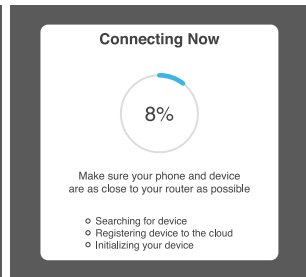 Connecting Now
8%
Make sure your phone and device
are as close to your router as possible
Searching for device
Registering device to the cloud
Initializing your device